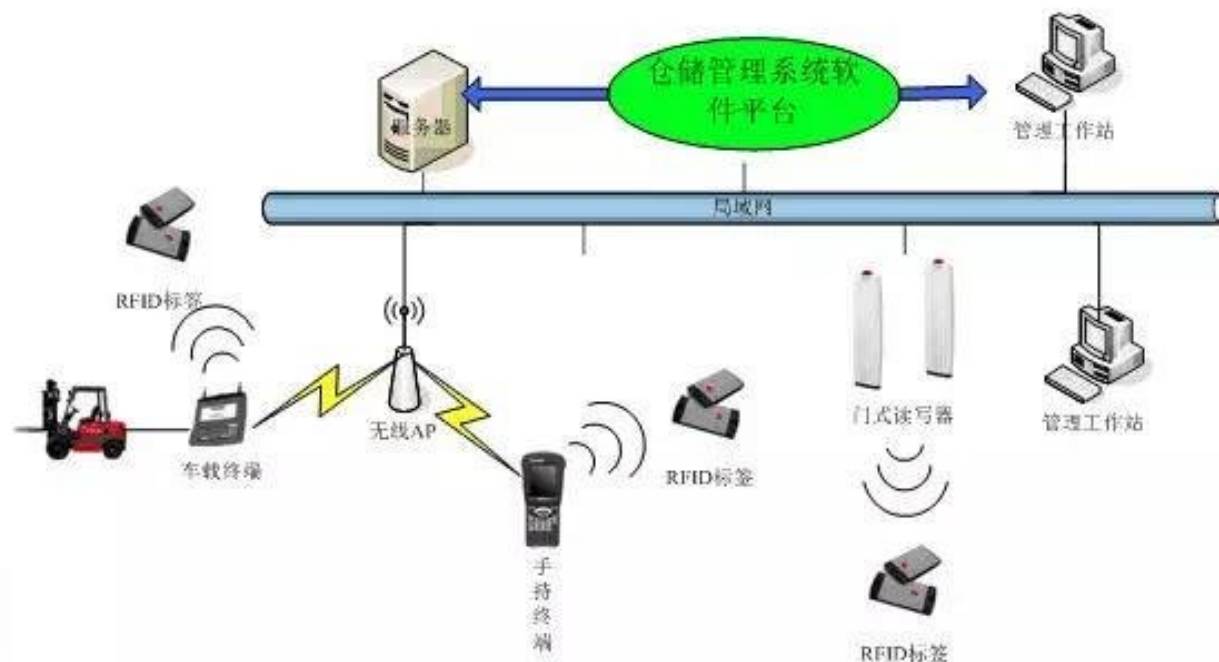 仓储管理系统软
件平台
服务器
管理工作站
局域网
RFID标签
无线AP
门式读写器
管理工作站
车载终端
RFID标签
手
持
终
端
RFID标签